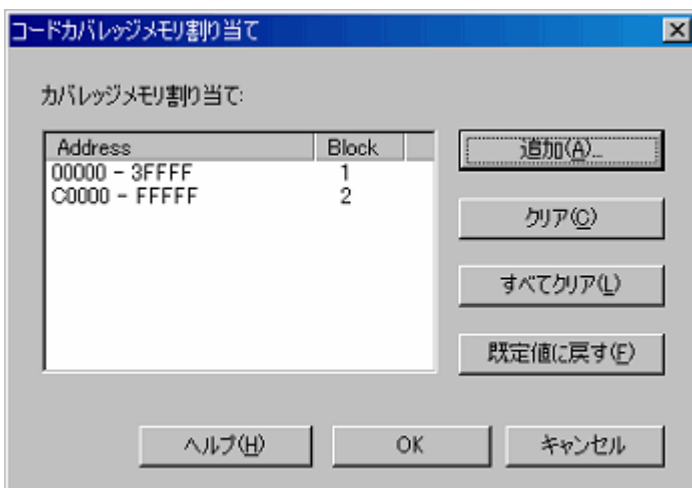 コードカバレッジメモリ割り当て
カバレッジメモリ割り当て:
Address Block
00000 - 3FFFF 1
C0000 - FFFFF 2
追加(A)...
クリア(C)
すべてクリア(L)
既定値に戻す(F)
ヘルプ(H) OK キャンセル